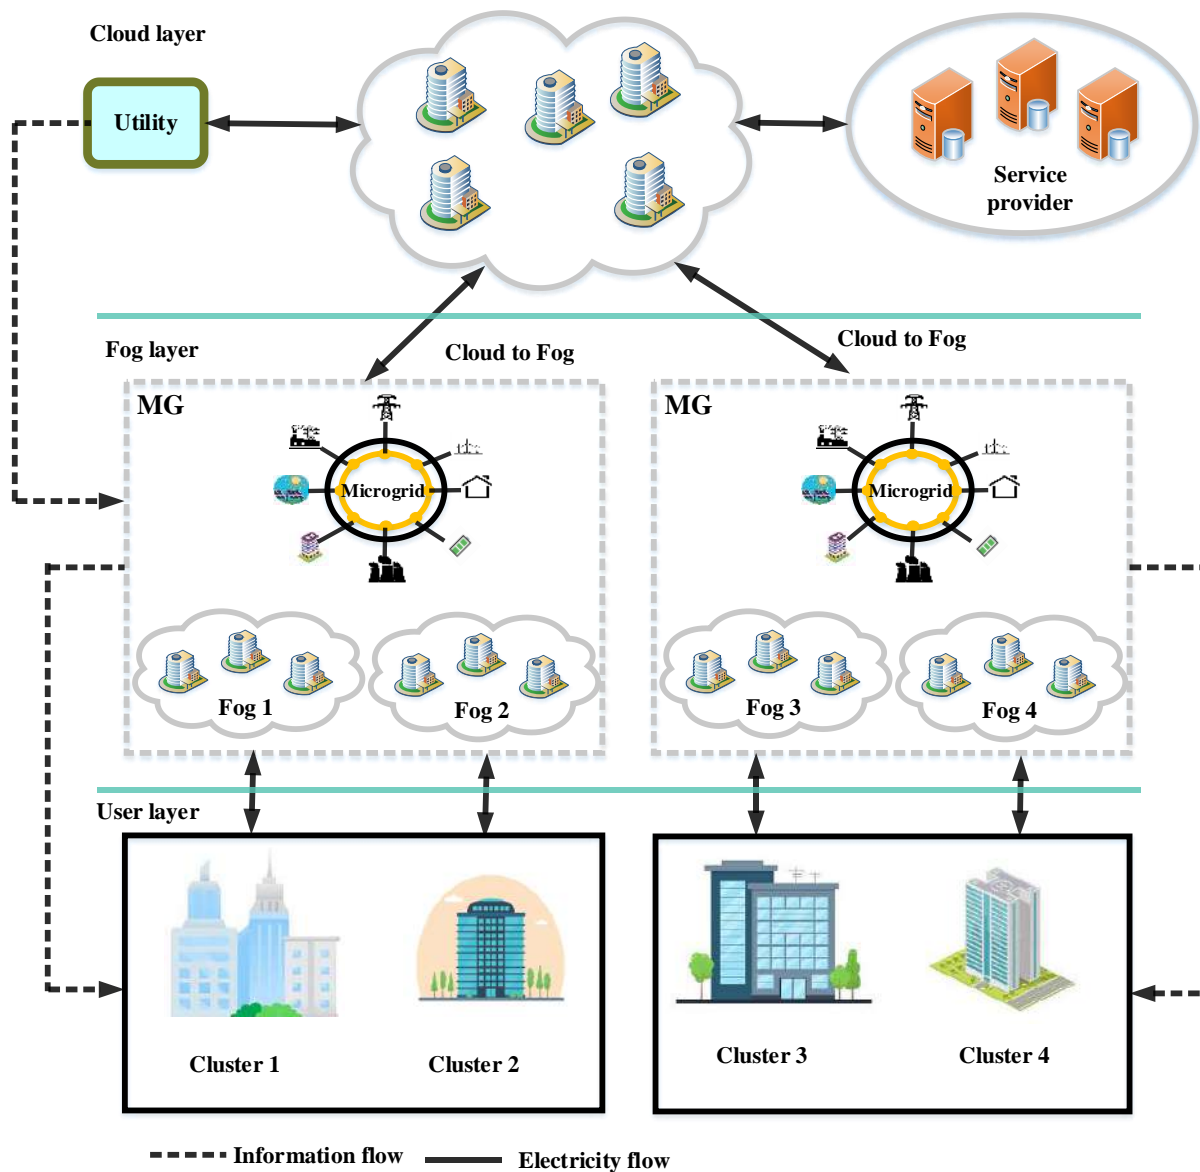 Cloud layer
Utility
Service
provider
Fog layer
Cloud to Fog
Cloud to Fog
MG
MG
Microgrid
Microgrid
Fog 1
Fog 2
Fog 3
Fog 4
User layer
Cluster 1
Cluster 2
Cluster 3
Cluster 4
Information flow
Electricity flow